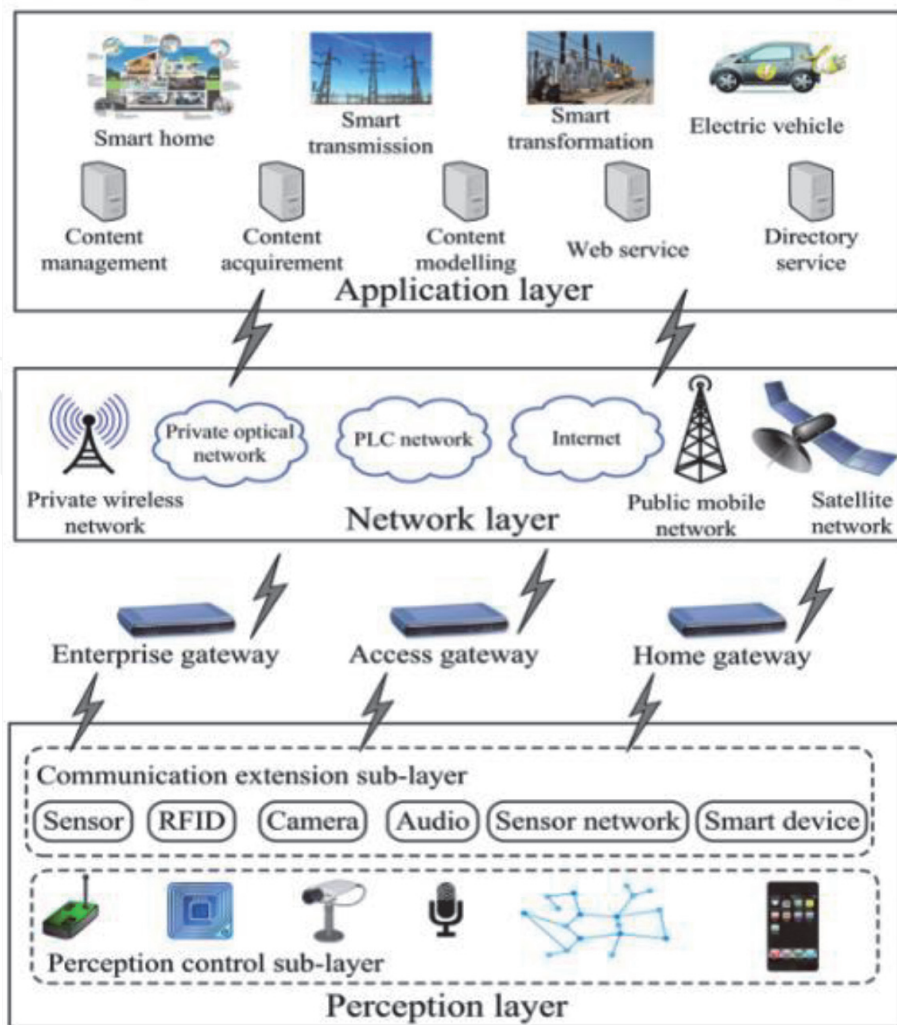 Smart home
Smart
transmission
Smart
transformation
Electric vehicle
Content
management
Content
acquirement
Content
modelling
Web service
Directory
service
Application layer
Private optical
network
PLC network
Internet
Private wireless
network
Public mobile
network
Satellite
network
Network layer
Enterprise gateway
Access gateway
Home gateway
Communication extension sub-layer
Sensor
RFID
Camera
Audio
Sensor network
Smart device
Perception control sub-layer
Perception layer